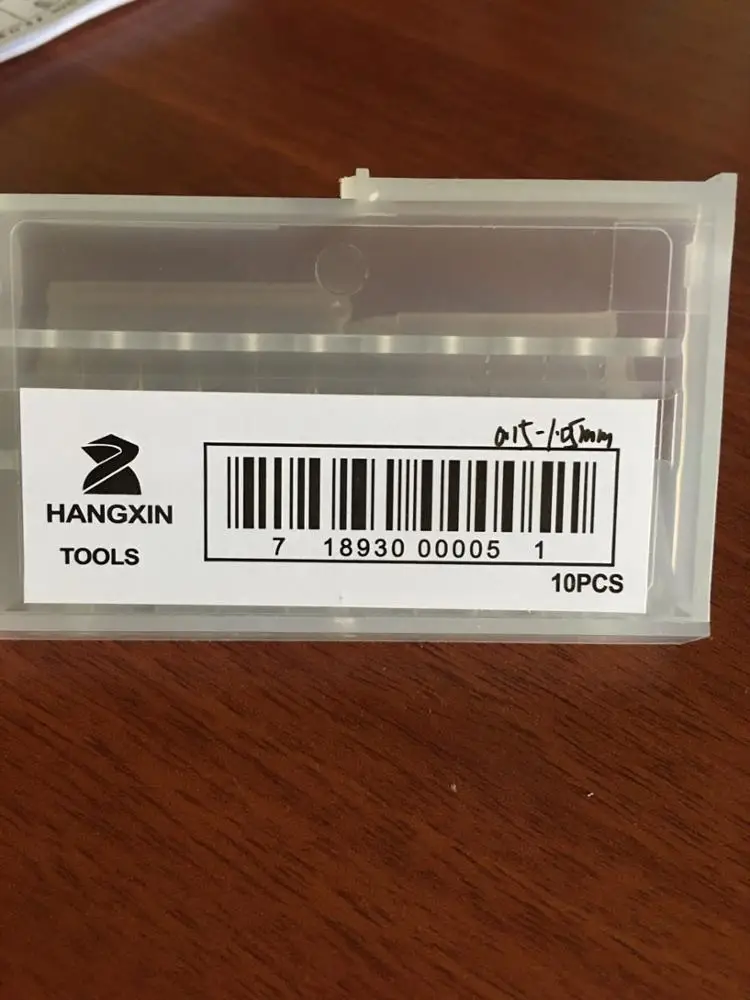 0.15-1.05mm
HANGXIN
TOOLS
7 18930 00005 1
10PCS